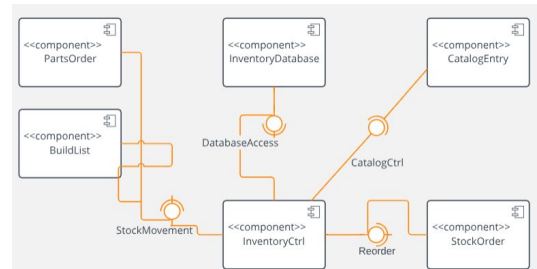 <<component>>
PartsOrder
<<component>>
InventoryDatabase
<<component>>
CatalogEntry
<<component>>
BuildList
DatabaseAccess
CatalogCtrl
StockMovement
<<component>>
InventoryCtrl
Reorder
<<component>>
StockOrder